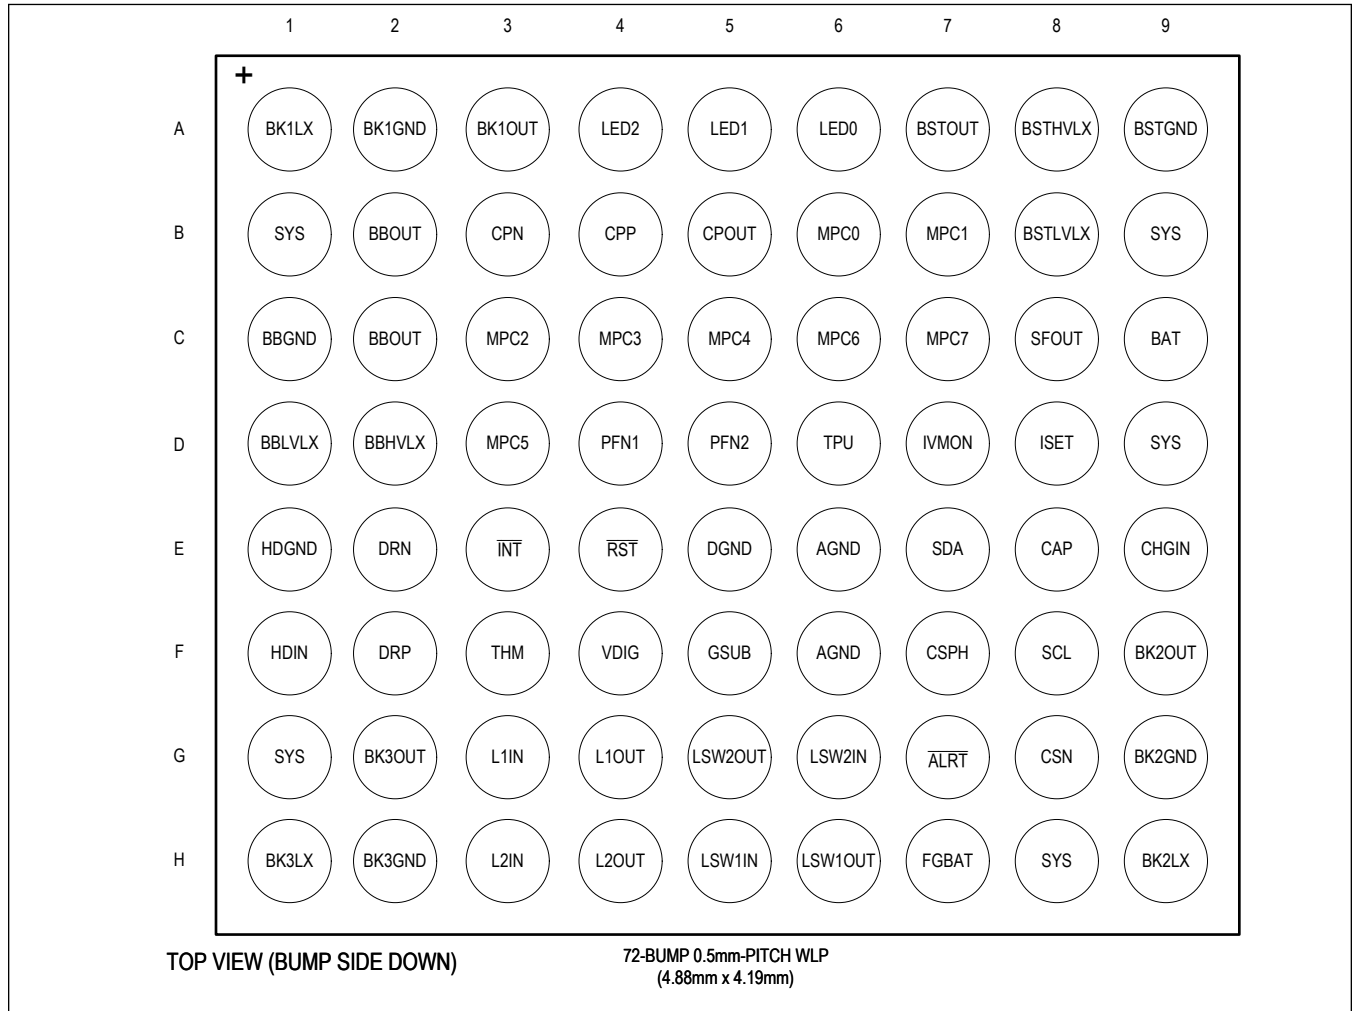 1 2 3 4 5 6 7 8 9
+
A BK1LX BK1GND BK1OUT LED2 LED1 LED0 BSTOUT BSTHVLX BSTGND
B SYS BBOUT CPN CPP CPOUT MPC0 MPC1 BSTLVLX SYS
C BBGND BBOUT MPC2 MPC3 MPC4 MPC6 MPC7 SFOUT BAT
D BBLVLX BBHVLX MPC5 PFN1 PFN2 TPU IVMON ISET SYS
E HDGND DRN I̅N̅T̅ R̅S̅T̅ DGND AGND SDA CAP CHGIN
F HDIN DRP THM VDIG GSUB AGND CSPH SCL BK2OUT
G SYS BK3OUT L1IN L1OUT LSW2OUT LSW2IN A̅L̅R̅T̅ CSN BK2GND
H BK3LX BK3GND L2IN L2OUT LSW1IN LSW1OUT FGBAT SYS BK2LX
TOP VIEW (BUMP SIDE DOWN)
72-BUMP 0.5mm-PITCH WLP
(4.88mm x 4.19mm)